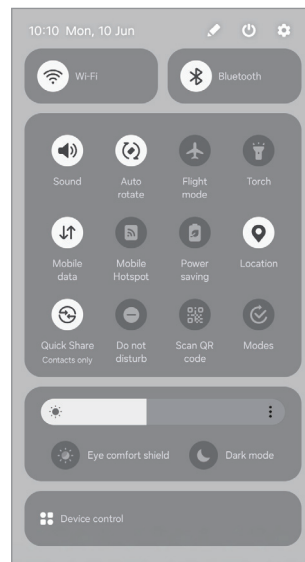 10:10 Mon, 10 Jun
Wi-Fi
Bluetooth
Sound
Auto
rotate
Flight
mode
Torch
Mobile
data
Mobile
Hotspot
Power
saving
Location
Quick Share
Contacts only
Do not
disturb
Scan QR
code
Modes
Eye comfort shield
Dark mode
Device control